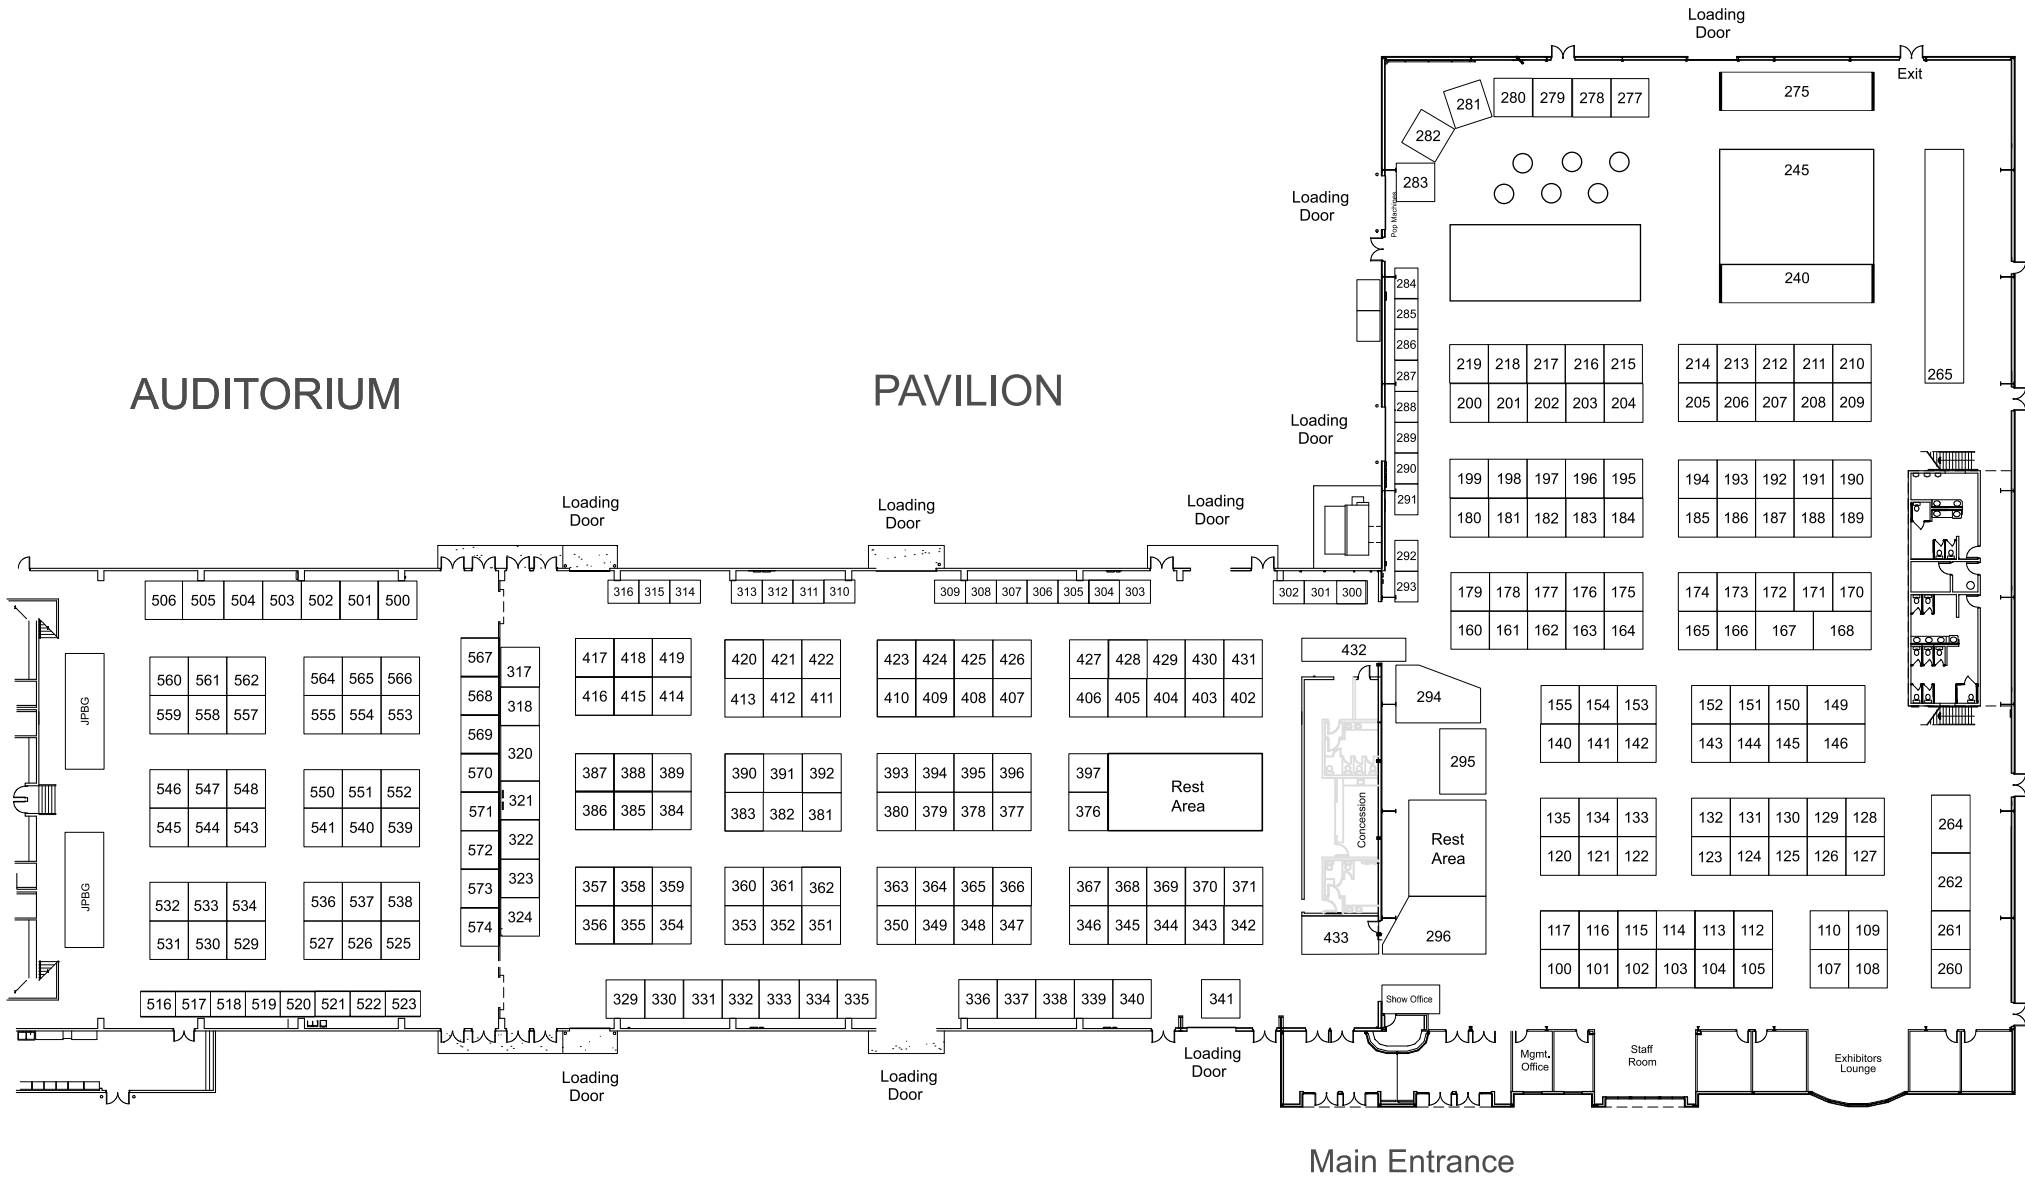 Loading
Door
Exit
280 279 278 277
281
282
283
275
245
240
265
Loading
Door
Pop Machines
284
285
286
287
288
289
290
291
292
293
Loading
Door
219 218 217 216 215
200 201 202 203 204
214 213 212 211 210
205 206 207 208 209
199 198 197 196 195
180 181 182 183 184
194 193 192 191 190
185 186 187 188 189
179 178 177 176 175
160 161 162 163 164
174 173 172 171 170
165 166 167 168
155 154 153
140 141 142
152 151 150 149
143 144 145 146
135 134 133
120 121 122
132 131 130 129 128
123 124 125 126 127
117 116 115 114 113 112
100 101 102 103 104 105
110 109
107 108
264
262
261
260
294
295
Rest
Area
296
AUDITORIUM
PAVILION
Loading
Door
Loading
Door
Loading
Door
506 505 504 503 502 501 500
316 315 314
313 312 311 310
309 308 307 306 305 304 303
302 301 300
432
Concession
433
JPBG
JPBG
560 561 562
559 558 557
564 565 566
555 554 553
546 547 548
545 544 543
550 551 552
541 540 539
532 533 534
531 530 529
536 537 538
527 526 525
516 517 518 519 520 521 522 523
567
568
569
570
571
572
573
574
317
318
320
321
322
323
324
417 418 419
416 415 414
420 421 422
413 412 411
423 424 425 426
410 409 408 407
427 428 429 430 431
406 405 404 403 402
387 388 389
386 385 384
390 391 392
383 382 381
393 394 395 396
380 379 378 377
397
376
Rest
Area
357 358 359
356 355 354
360 361 362
353 352 351
363 364 365 366
350 349 348 347
367 368 369 370 371
346 345 344 343 342
329 330 331 332 333 334 335
336 337 338 339 340
341
Show Office
Loading
Door
Loading
Door
Loading
Door
Mgmt.
Office
Staff
Room
Exhibitors
Lounge
Main Entrance